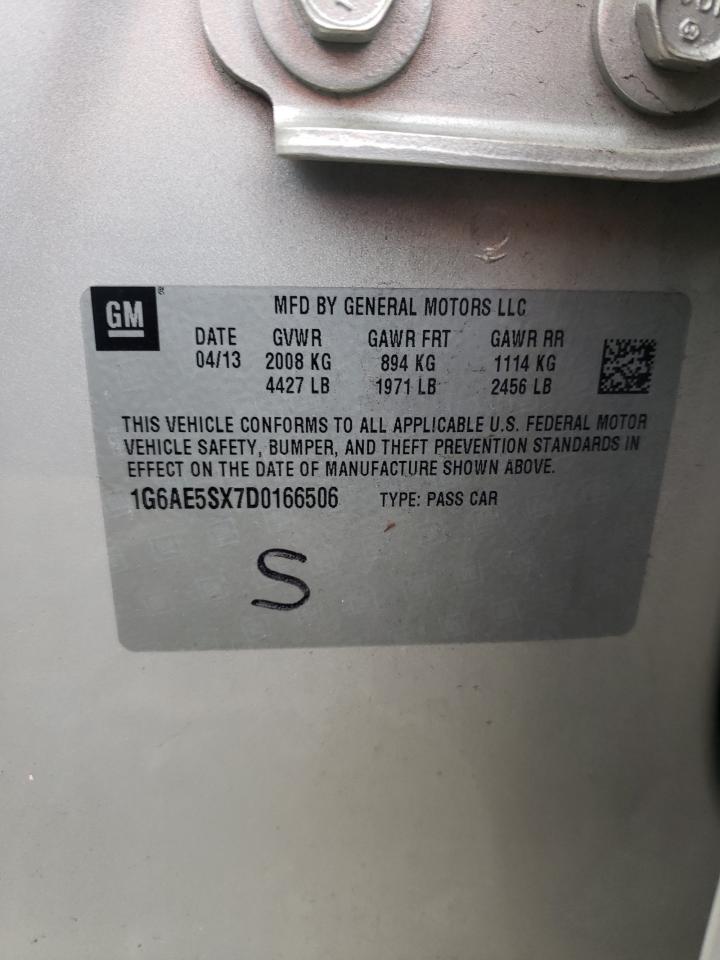 GM ®
MFD BY GENERAL MOTORS LLC
DATE GVWR GAWR FRT GAWR RR
04/13 2008 KG 894 KG 1114 KG
4427 LB 1971 LB 2456 LB
THIS VEHICLE CONFORMS TO ALL APPLICABLE U.S. FEDERAL MOTOR
VEHICLE SAFETY, BUMPER, AND THEFT PREVENTION STANDARDS IN
EFFECT ON THE DATE OF MANUFACTURE SHOWN ABOVE.
1G6AE5SX7D0166506 TYPE: PASS CAR
S